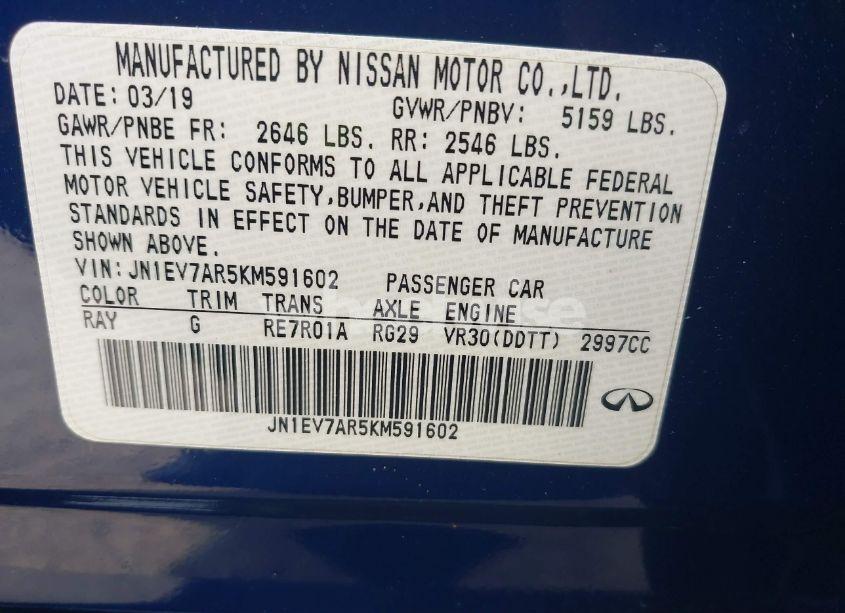 MANUFACTURED BY NISSAN MOTOR CO.,LTD.
DATE: 03/19 GVWR/PNBV: 5159 LBS.
GAWR/PNBE FR: 2646 LBS. RR: 2546 LBS.
THIS VEHICLE CONFORMS TO ALL APPLICABLE FEDERAL
MOTOR VEHICLE SAFETY,BUMPER,AND THEFT PREVENTION
STANDARDS IN EFFECT ON THE DATE OF MANUFACTURE
SHOWN ABOVE.
VIN: JN1EV7AR5KM591602 PASSENGER CAR
COLOR TRIM TRANS AXLE ENGINE
RAY G RE7R01A RG29 VR30(DDTT) 2997CC
JN1EV7AR5KM591602